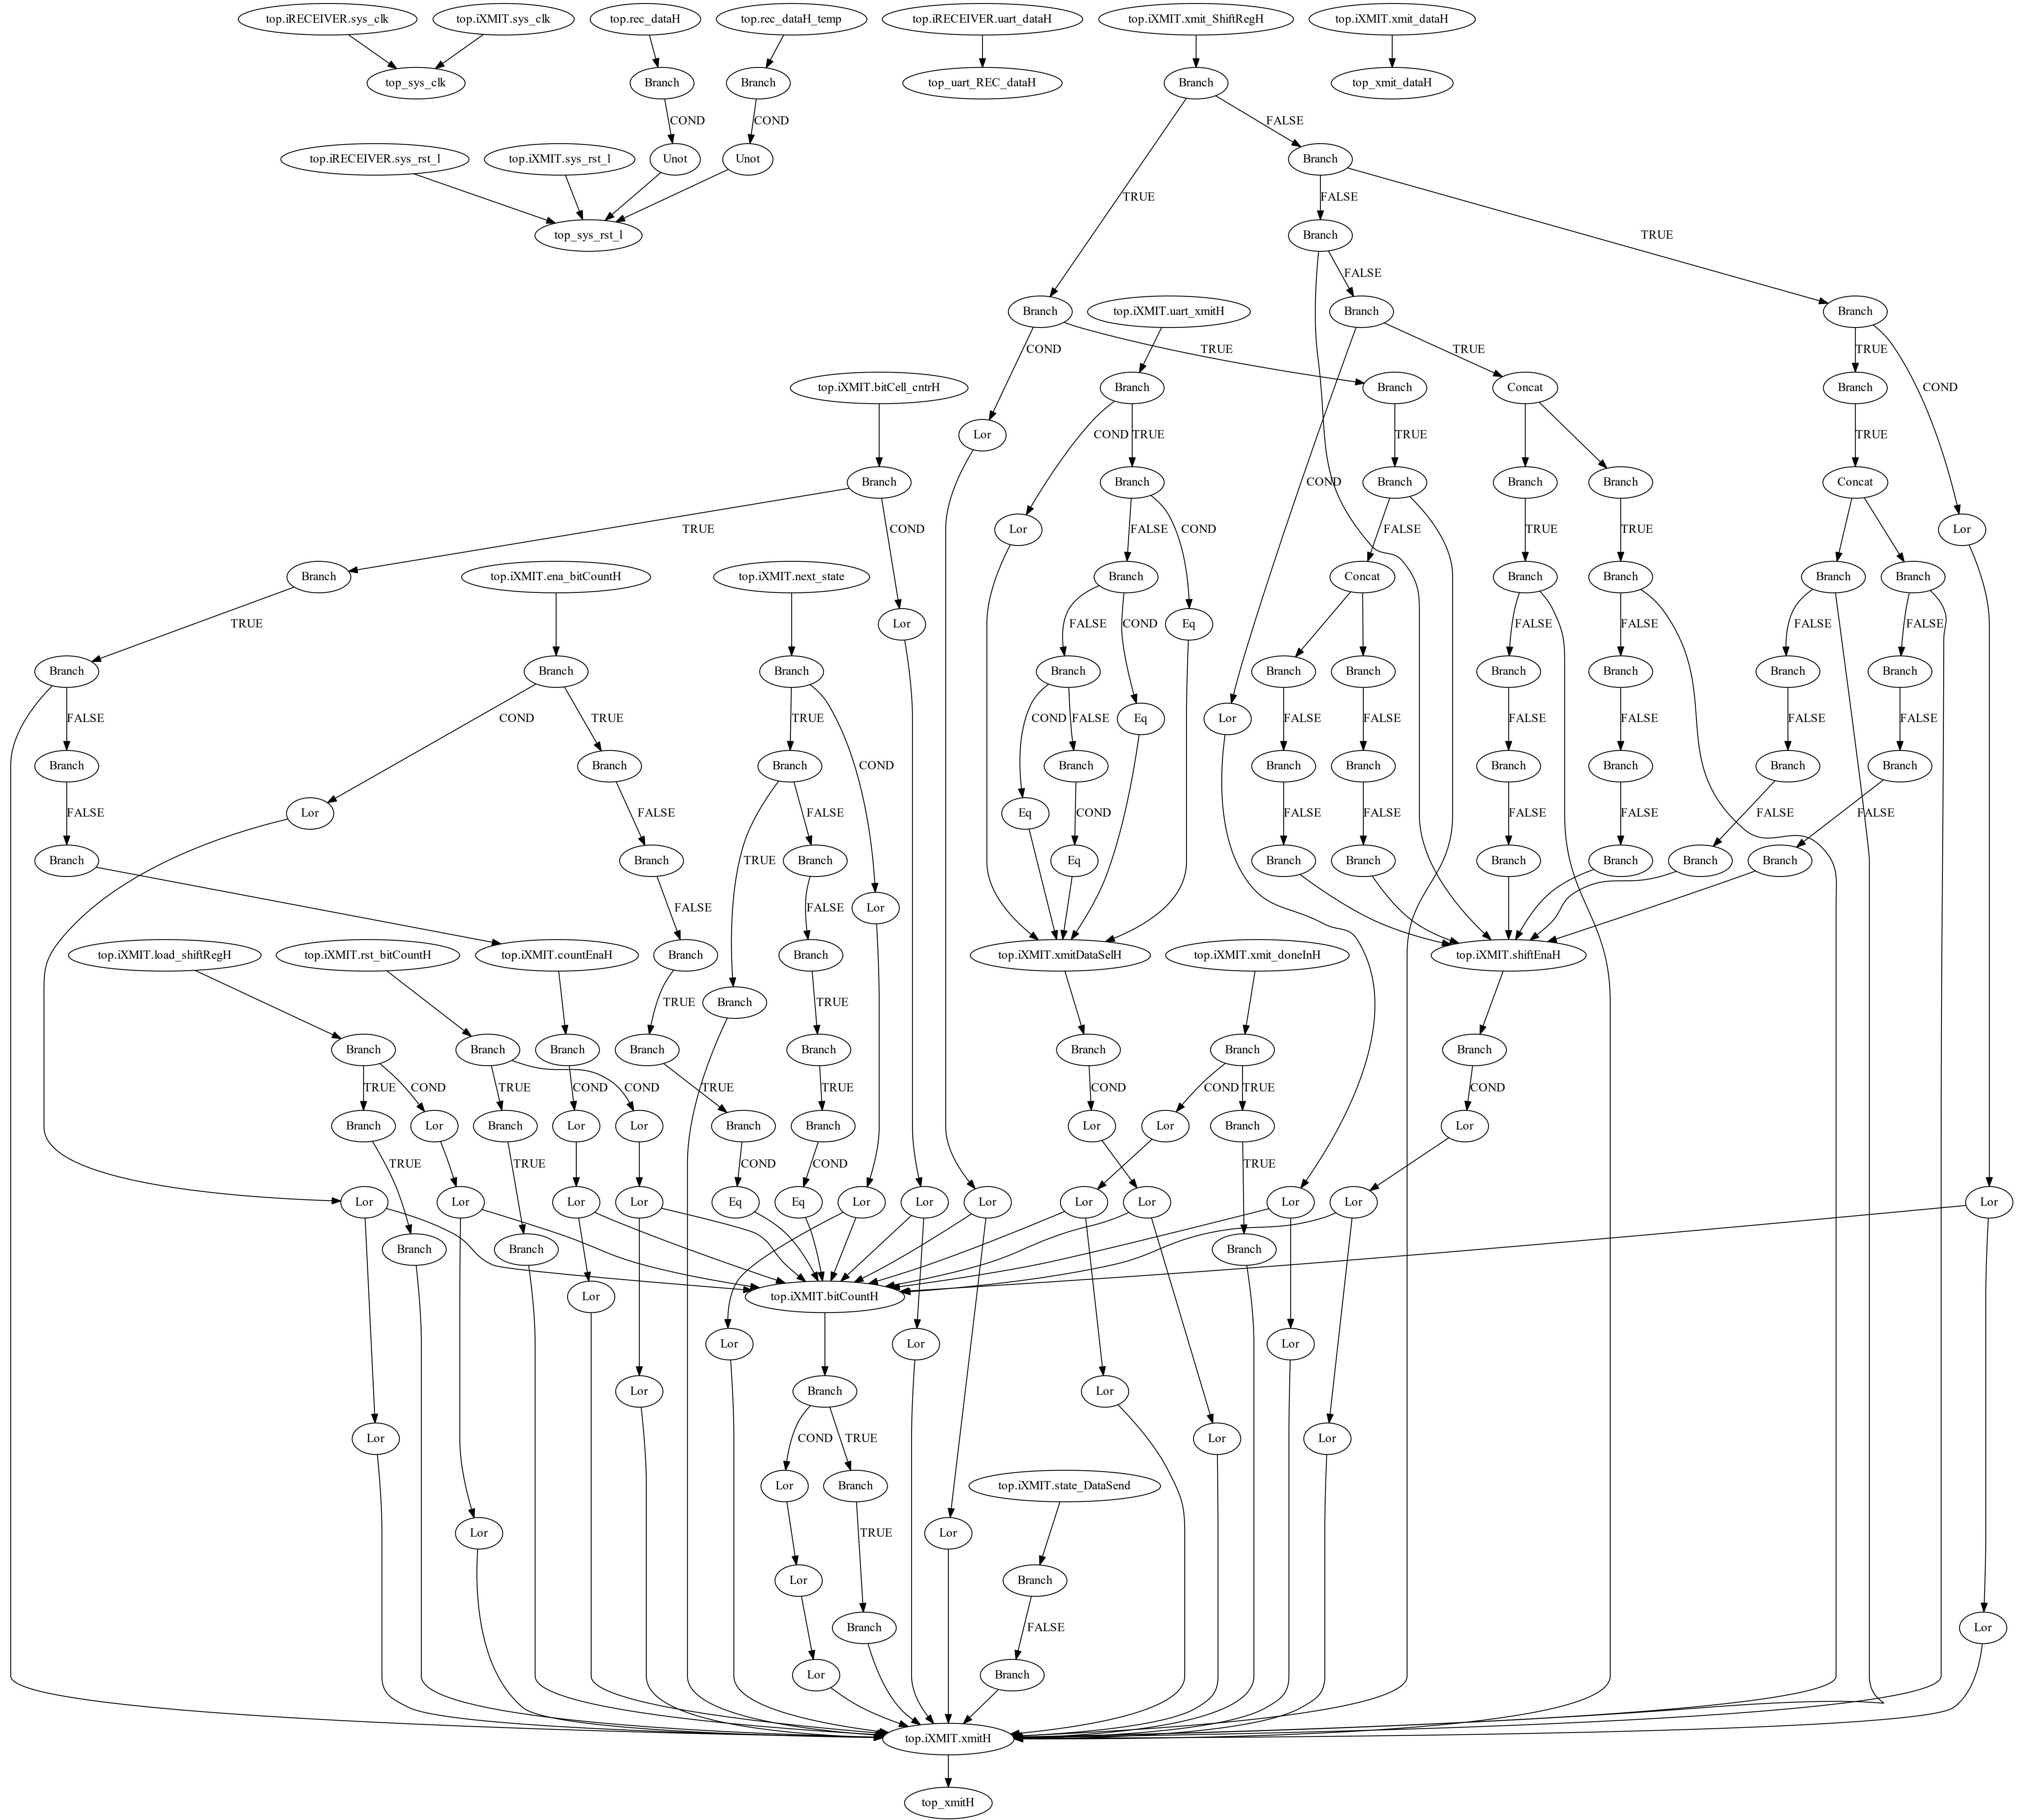 top.iRECEIVER.sys_clk
top.iXMIT.sys_clk
top.rec_dataH
top.rec_dataH_temp
top.iRECEIVER.uart_dataH
top.iXMIT.xmit_ShiftRegH
top.iXMIT.xmit_dataH
top_sys_clk
Branch
Branch
top_uart_REC_dataH
Branch
top_xmit_dataH
COND
COND
FALSE
top.iRECEIVER.sys_rst_l
top.iXMIT.sys_rst_l
Unot
Unot
Branch
TRUE
FALSE
top_sys_rst_l
Branch
TRUE
FALSE
Branch
top.iXMIT.uart_xmitH
Branch
Branch
COND
TRUE
TRUE
TRUE
top.iXMIT.bitCell_cntrH
Branch
Branch
Concat
Branch
COND
Lor
COND
TRUE
TRUE
TRUE
Branch
Branch
COND
Branch
Branch
Branch
Concat
TRUE
COND
Lor
FALSE
COND
FALSE
TRUE
TRUE
Lor
Branch
top.iXMIT.ena_bitCountH
top.iXMIT.next_state
Branch
Concat
Branch
Branch
Branch
Branch
TRUE
Lor
FALSE
COND
Eq
FALSE
FALSE
FALSE
FALSE
Branch
Branch
Branch
Branch
Branch
Branch
Branch
Branch
Branch
Branch
FALSE
COND
TRUE
TRUE
COND
FALSE
Eq
Lor
FALSE
FALSE
FALSE
FALSE
FALSE
FALSE
Branch
Branch
Branch
COND
Branch
Branch
Branch
Branch
Branch
Branch
Branch
FALSE
Lor
FALSE
TRUE
FALSE
Eq
COND
FALSE
FALSE
FALSE
FALSE
FALSE
FALSE
Branch
Branch
Branch
Eq
Branch
Branch
Branch
Branch
Branch
Branch
FALSE
FALSE
Lor
top.iXMIT.load_shiftRegH
top.iXMIT.rst_bitCountH
top.iXMIT.countEnaH
Branch
Branch
top.iXMIT.xmitDataSelH
top.iXMIT.xmit_doneInH
top.iXMIT.shiftEnaH
TRUE
Branch
TRUE
Branch
Branch
Branch
Branch
Branch
Branch
Branch
Branch
TRUE
COND
TRUE
COND
COND
TRUE
TRUE
COND
COND
TRUE
COND
Branch
Lor
Branch
Lor
Lor
Branch
Branch
Lor
Lor
Branch
Lor
TRUE
TRUE
COND
COND
TRUE
Lor
Lor
Lor
Lor
Eq
Eq
Lor
Lor
Lor
Lor
Lor
Lor
Lor
Lor
Branch
Branch
Branch
Lor
top.iXMIT.bitCountH
Lor
Lor
Lor
Lor
Branch
Lor
Lor
COND
TRUE
Lor
Lor
Lor
Lor
Branch
top.iXMIT.state_DataSend
TRUE
Lor
Lor
Lor
Branch
Branch
FALSE
Lor
Lor
Branch
top.iXMIT.xmitH
top_xmitH